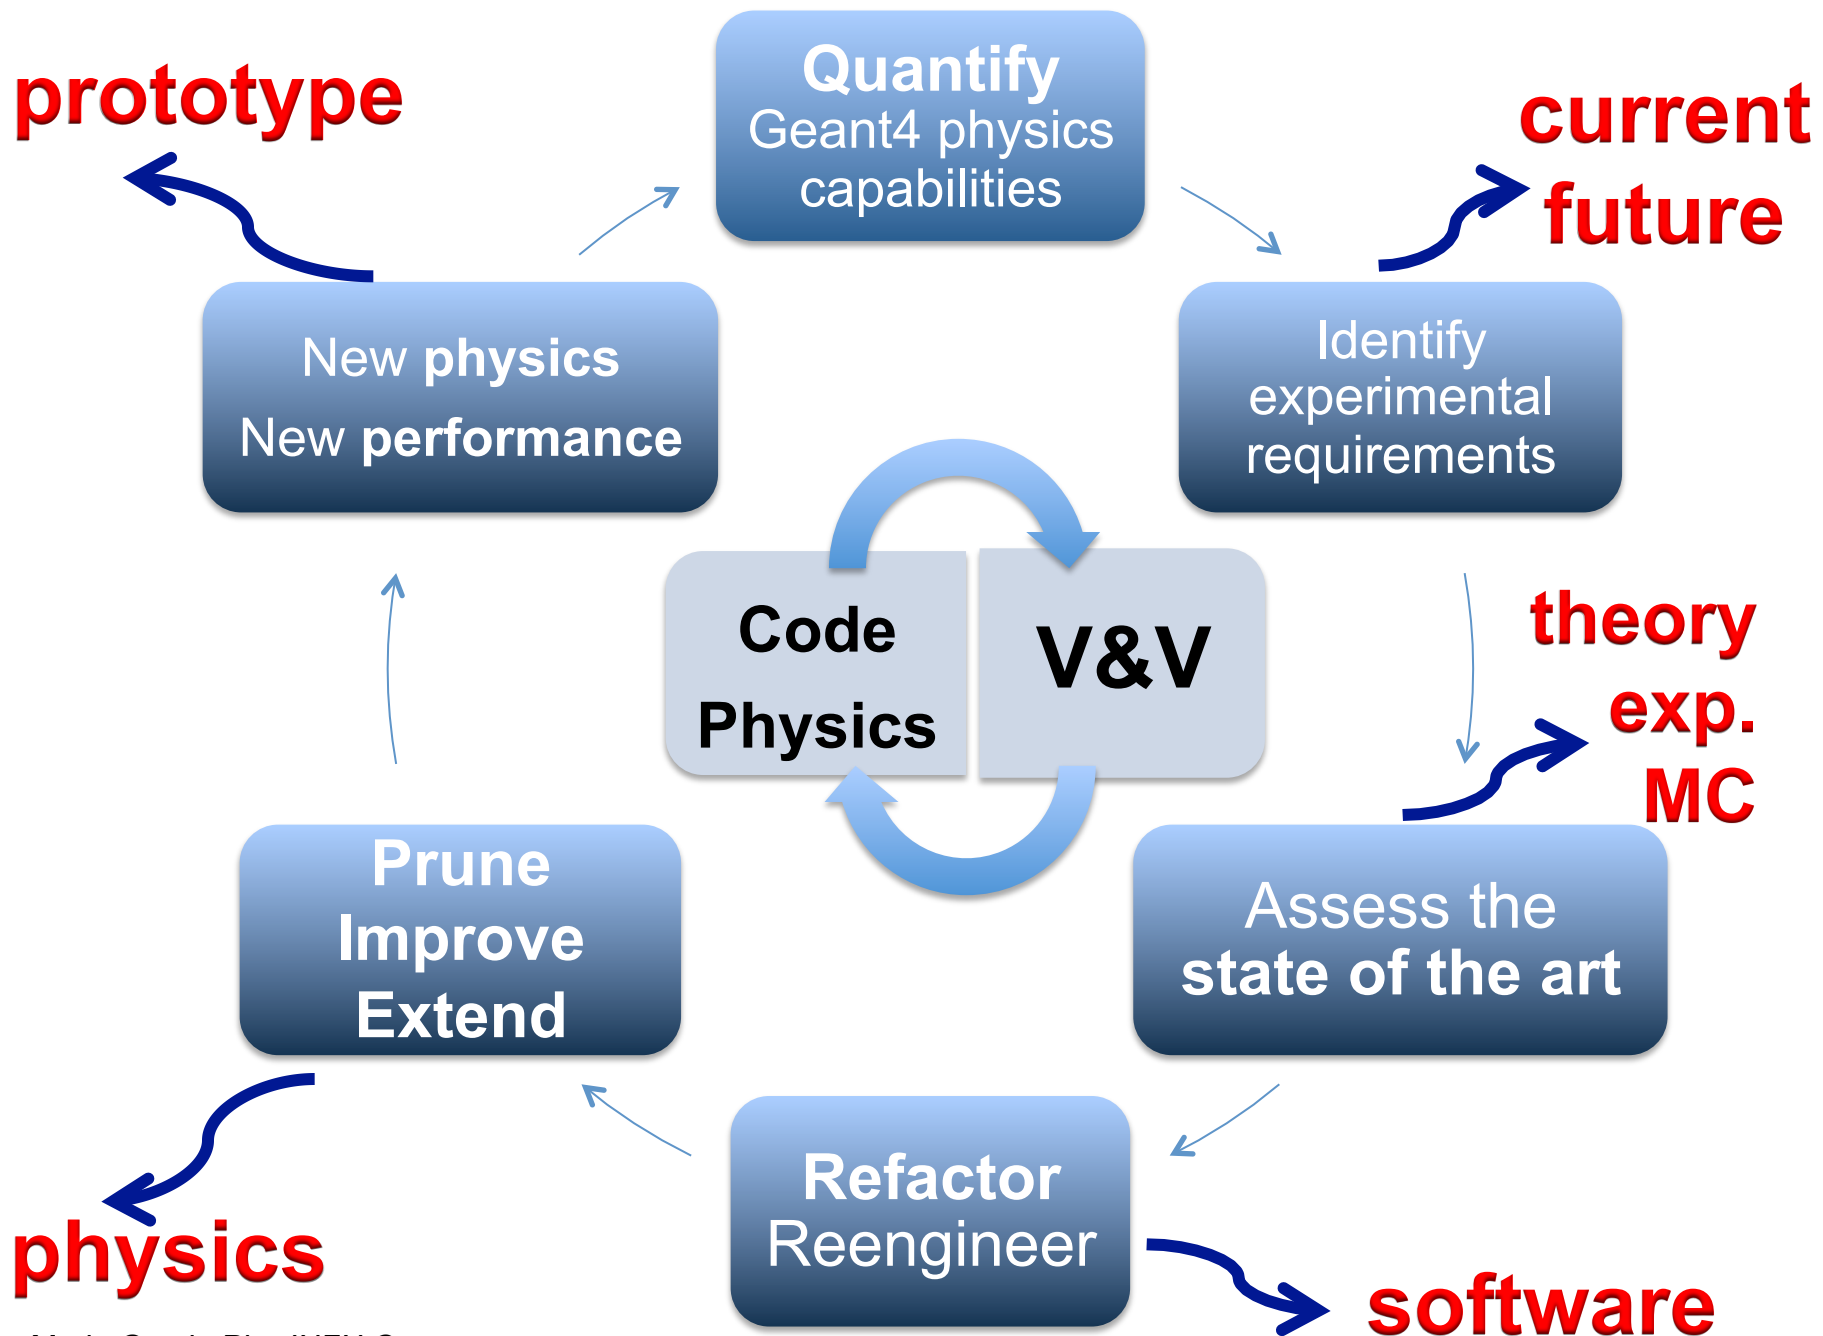 Quantify
Geant4 physics
capabilities
prototype
current
future
New physics
New performance
Identify
experimental
requirements
Code
Physics
V&V
theory
exp.
MC
Prune
Improve
Extend
Assess the
state of the art
Refactor
Reengineer
physics
software